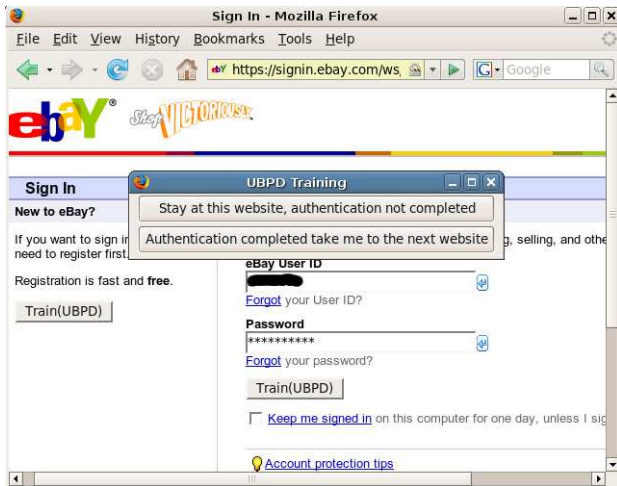 Sign In - Mozilla Firefox
File Edit View History Bookmarks Tools Help
https://signin.ebay.com/ws, Google
ebaY® Shop VICTORIOUSLY
Sign In
UBPD Training
Stay at this website, authentication not completed
Authentication completed take me to the next website
New to eBay?
If you want to sign in
g, selling, and othe
need to register first.
Registration is fast and free.
Train(UBPD)
eBay User ID
Forgot your User ID?
Password
**********
Forgot your password?
Train(UBPD)
Keep me signed in on this computer for one day, unless I sig
Account protection tips